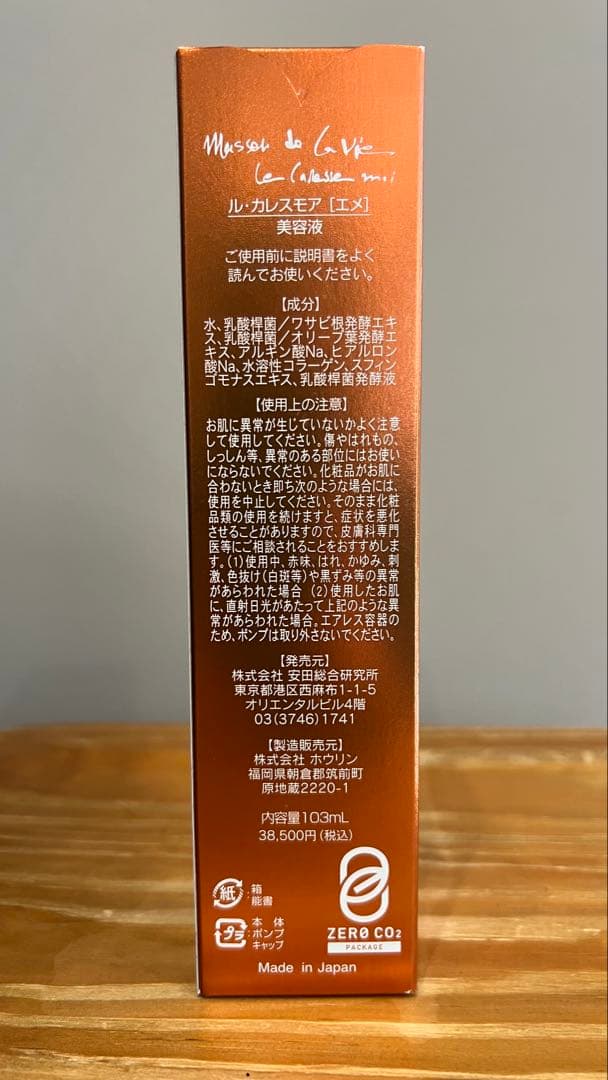 Maison de La Vie
Le Caresse moi
ル・カレスモア [エメ]
美容液
ご使用前に説明書をよく
読んでお使いください。
【成分】
水、乳酸桿菌/ワサビ根発酵エキ
ス、乳酸桿菌/オリーブ葉発酵エ
キス、アルギン酸Na、ヒアルロン
酸Na、水溶性コラーゲン、スフィン
ゴモナスエキス、乳酸桿菌発酵液
【使用上の注意】
お肌に異常が生じていないかよく注意
して使用してください。傷やはれもの、
しっしん等、異常のある部位にはお使い
にならないでください。化粧品がお肌に
合わないとき即ち次のような場合には、
使用を中止してください。そのまま化粧
品類の使用を続けますと、症状を悪化
させることがありますので、皮膚科専門
医等にご相談されることをおすすめしま
す。(1)使用中、赤味、はれ、かゆみ、刺
激、色抜け(白斑等)や黒ずみ等の異常
があらわれた場合 (2)使用したお肌
に、直射日光があたって上記のような異
常があらわれた場合。エアレス容器の
ため、ポンプは取り外さないでください。
【発売元】
株式会社 安田総合研究所
東京都港区西麻布1-1-5
オリエンタルビル4階
03(3746)1741
【製造販売元】
株式会社 ホウリン
福岡県朝倉郡筑前町
原地蔵2220-1
内容量103mL
38,500円(税込)
紙 :箱
能書
プラ :本体
ポンプ
キャップ
ZERO CO2
PACKAGE
Made in Japan